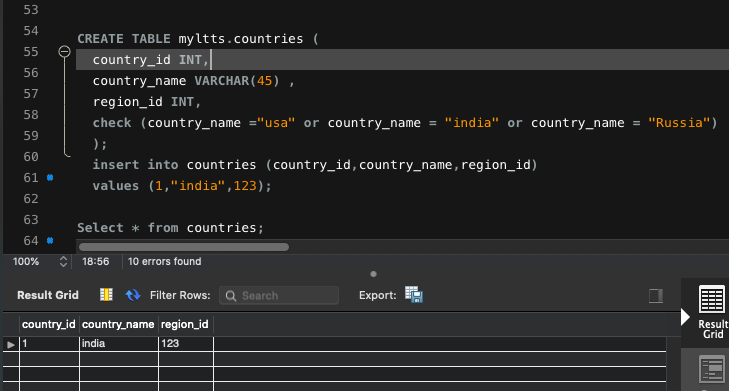 53
54 CREATE TABLE myltts.countries (
55 country_id INT,
56 country_name VARCHAR(45) ,
57 region_id INT,
58 check (country_name ="usa" or country_name = "india" or country_name = "Russia")
59 );
60 insert into countries (country_id,country_name,region_id)
61 values (1,"india",123);
62
63 Select * from countries;
64
100% 18:56 10 errors found
Result Grid Filter Rows: Search Export:
Result Grid
country_id country_name region_id
1 india 123